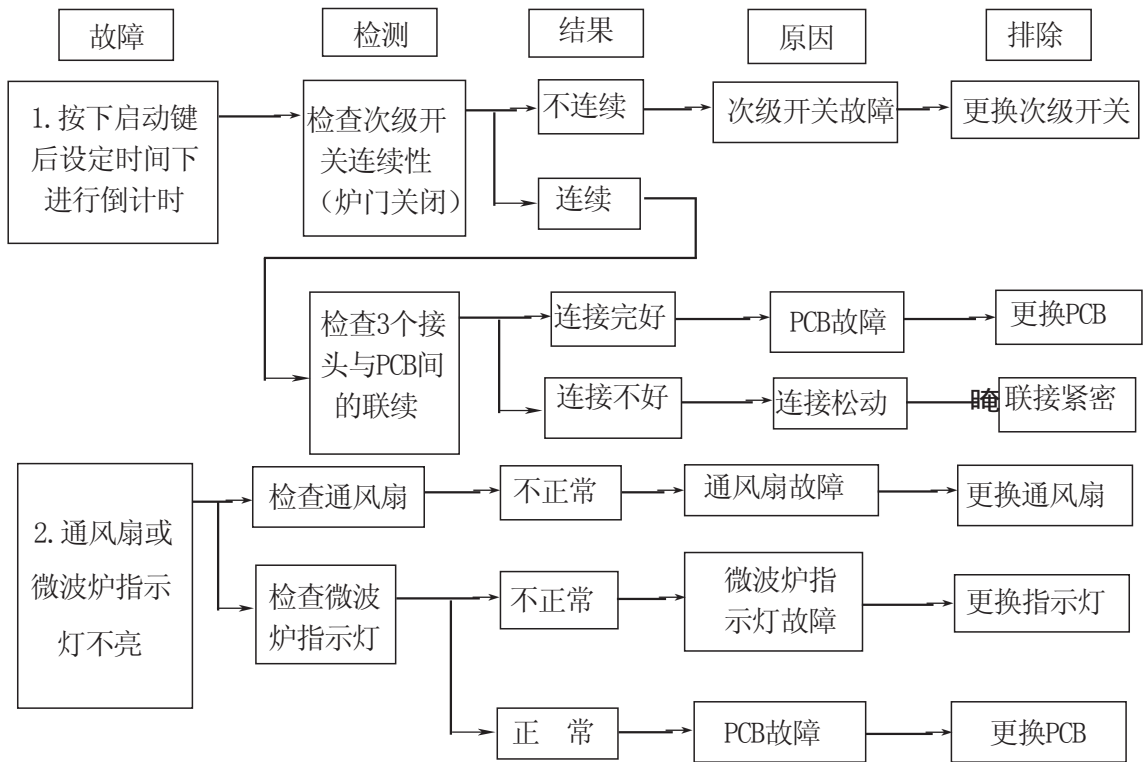 故障
检测
结果
原因
排除
1.按下启动键
后设定时间下
进行倒计时
检查次级开
关连续性
（炉门关闭）
不连续
次级开关故障
更换次级开关
连续
检查3个接
头与PCB间
的联续
连接完好
PCB故障
更换PCB
连接不好
连接松动
晻
联接紧密
2.通风扇或
微波炉指示
灯不亮
检查通风扇
不正常
通风扇故障
更换通风扇
检查微波
炉指示灯
不正常
微波炉指
示灯故障
更换指示灯
正 常
PCB故障
更换PCB